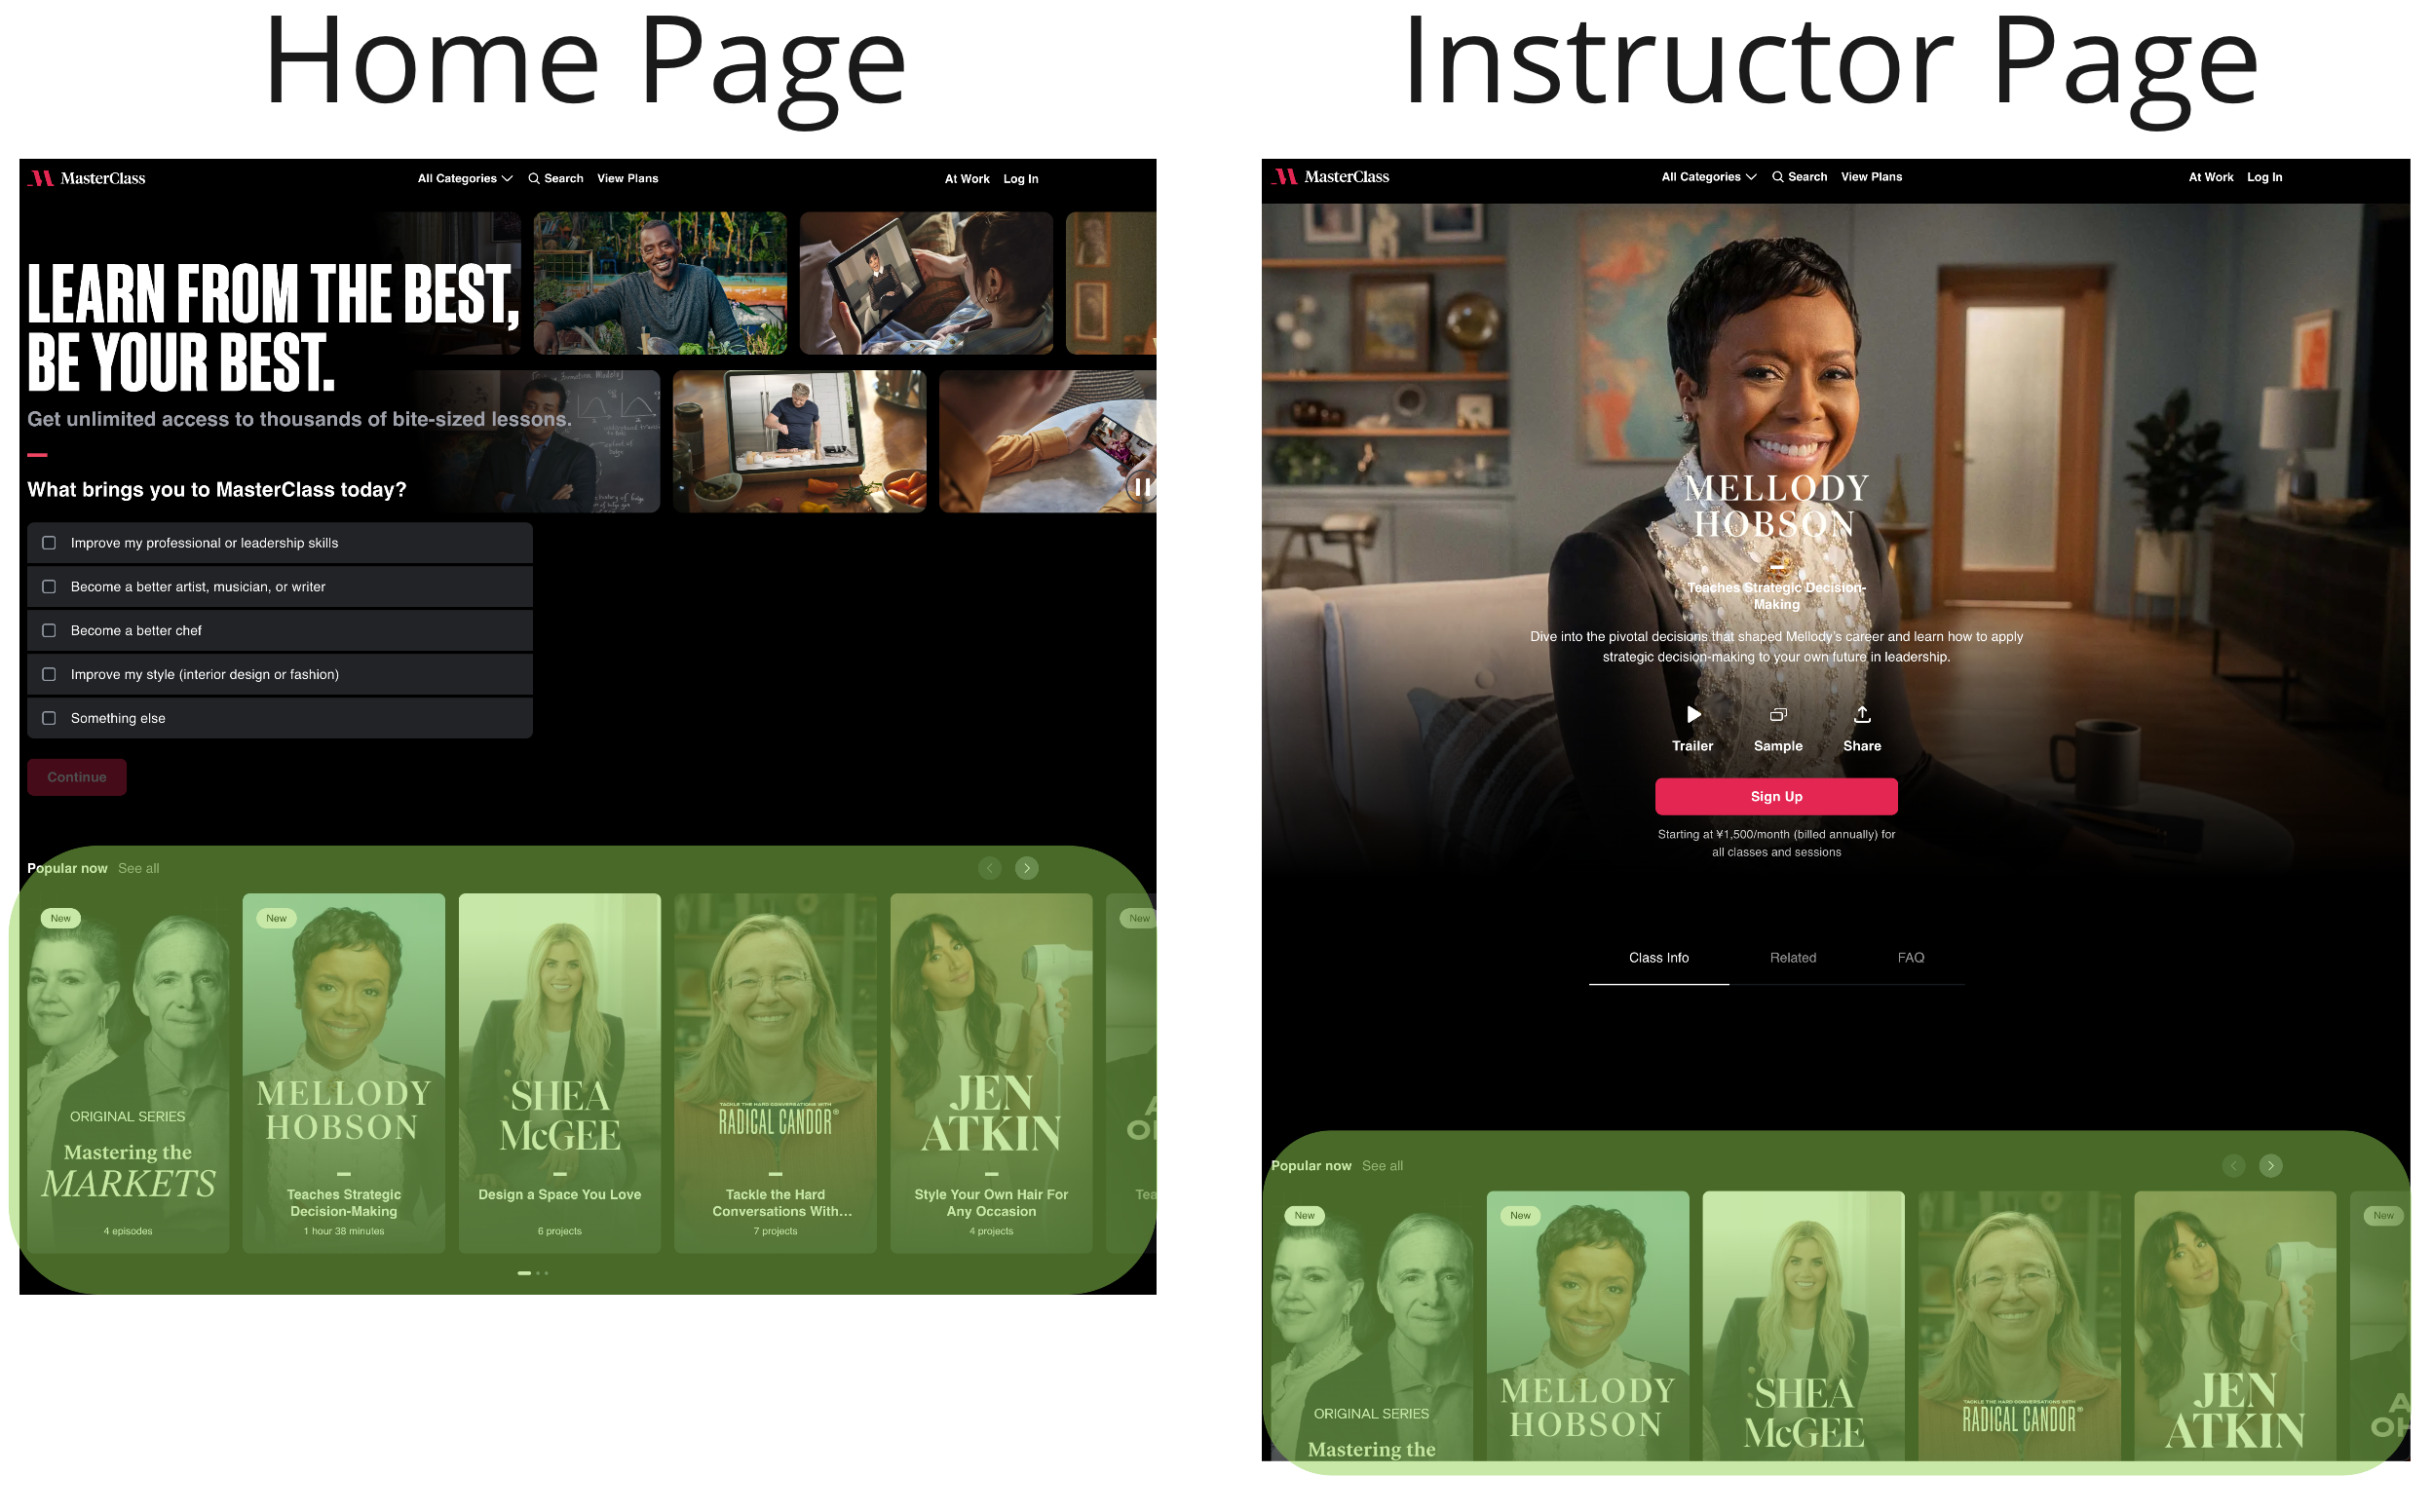 Home Page
MasterClass
All Categories
Search
View Plans
At Work
Log In
LEARN FROM THE BEST,
BE YOUR BEST.
Get unlimited access to thousands of bite-sized lessons.
What brings you to MasterClass today?
Improve my professional or leadership skills
Become a better artist, musician, or writer
Become a better chef
Improve my style (interior design or fashion)
Something else
Continue
Popular now See all
New
ORIGINAL SERIES
Mastering the
MARKETS
4 episodes
New
MELLODY
HOBSON
Teaches Strategic
Decision-Making
1 hour 38 minutes
SHEA
McGEE
Design a Space You Love
6 projects
TACKLE THE HARD CONVERSATIONS WITH
RADICAL CANDOR®
Tackle the Hard
Conversations With...
7 projects
JEN
ATKIN
Style Your Own Hair For
Any Occasion
4 projects
New
Instructor Page
MasterClass
All Categories
Search
View Plans
At Work
Log In
MELLODY
HOBSON
Teaches Strategic Decision-
Making
Dive into the pivotal decisions that shaped Mellody's career and learn how to apply
strategic decision-making to your own future in leadership.
Trailer
Sample
Share
Sign Up
Starting at ¥1,500/month (billed annually) for
all classes and sessions
Class Info
Related
FAQ
Popular now See all
New
ORIGINAL SERIES
Mastering the
New
MELLODY
HOBSON
SHEA
McGEE
TACKLE THE HARD CONVERSATIONS WITH
RADICAL CANDOR®
JEN
ATKIN
New